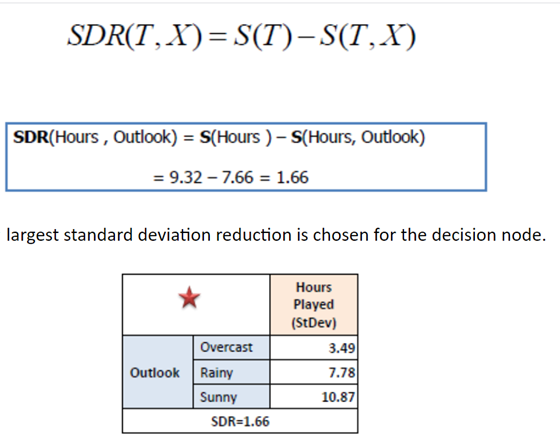 SDR(T, X) = S(T) – S(T, X)
SDR(Hours , Outlook) = S(Hours ) – S(Hours, Outlook)
= 9.32 – 7.66 = 1.66
largest standard deviation reduction is chosen for the decision node.
Hours
Played
(StDev)
Overcast 3.49
Outlook Rainy 7.78
Sunny 10.87
SDR=1.66